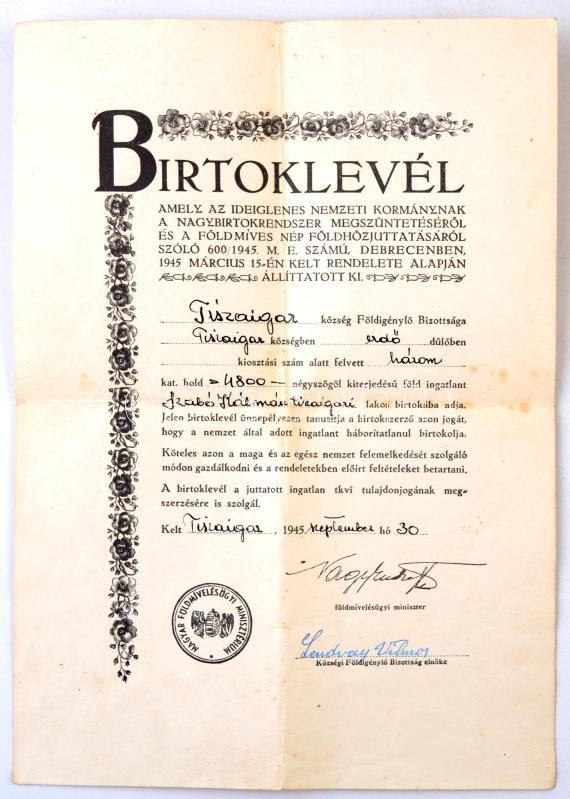 BIRTOKLEVÉL
AMELY AZ IDEIGLENES NEMZETI KORMÁNYNAK
A NAGYBIRTOKRENDSZER MEGSZÜNTETÉSÉRŐL
ÉS A FÖLDMÍVES NÉP FÖLDHÖZJUTTATÁSÁRÓL
SZÓLÓ 600/1945. M. E. SZÁMÚ, DEBRECENBEN,
1945 MÁRCIUS 15-ÉN KELT RENDELETE ALAPJÁN
ÁLLÍTTATOTT KI.
Tiszaigar község Földigénylő Bizottsága
Tiszaigar községben erdő dűlőben
kiosztási szám alatt felvett három
kat. hold = 4800 — négyszögöl kiterjedésű föld ingatlant
Szabó Kálmán tiszaigari lakos birtokába adja.
Jelen birtoklevél ünnepélyesen tanusítja a birtokszerző azon jogát,
hogy a nemzet által adott ingatlant háborítatlanul birtokolja.
Köteles azon a maga és az egész nemzet felemelkedését szolgáló
módon gazdálkodni és a rendeletekben előírt feltételeket betartani.
A birtoklevél a juttatott ingatlan tkvi tulajdonjogának meg-
szerzésére is szolgál.
Kelt Tiszaigar, 1945. szeptember hó 30
földmívelésügyi miniszter
MAGYAR FÖLDMÍVELÉSÜGYI MINISZTÉRIUM
Lendvay Vilmos
Községi Földigénylő Bizottság elnöke